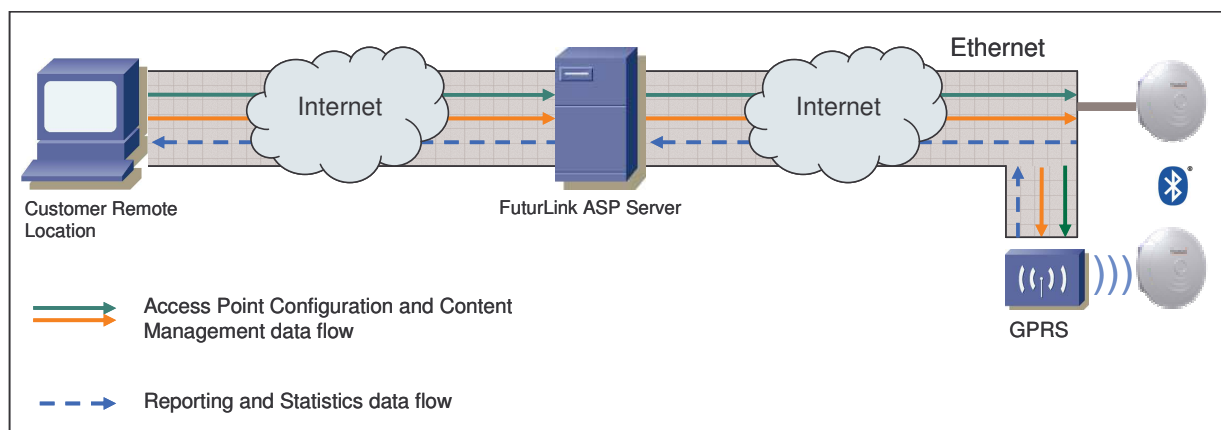 Ethernet
Internet
Internet
Customer Remote
Location
FuturLink ASP Server
GPRS
Access Point Configuration and Content
Management data flow
Reporting and Statistics data flow